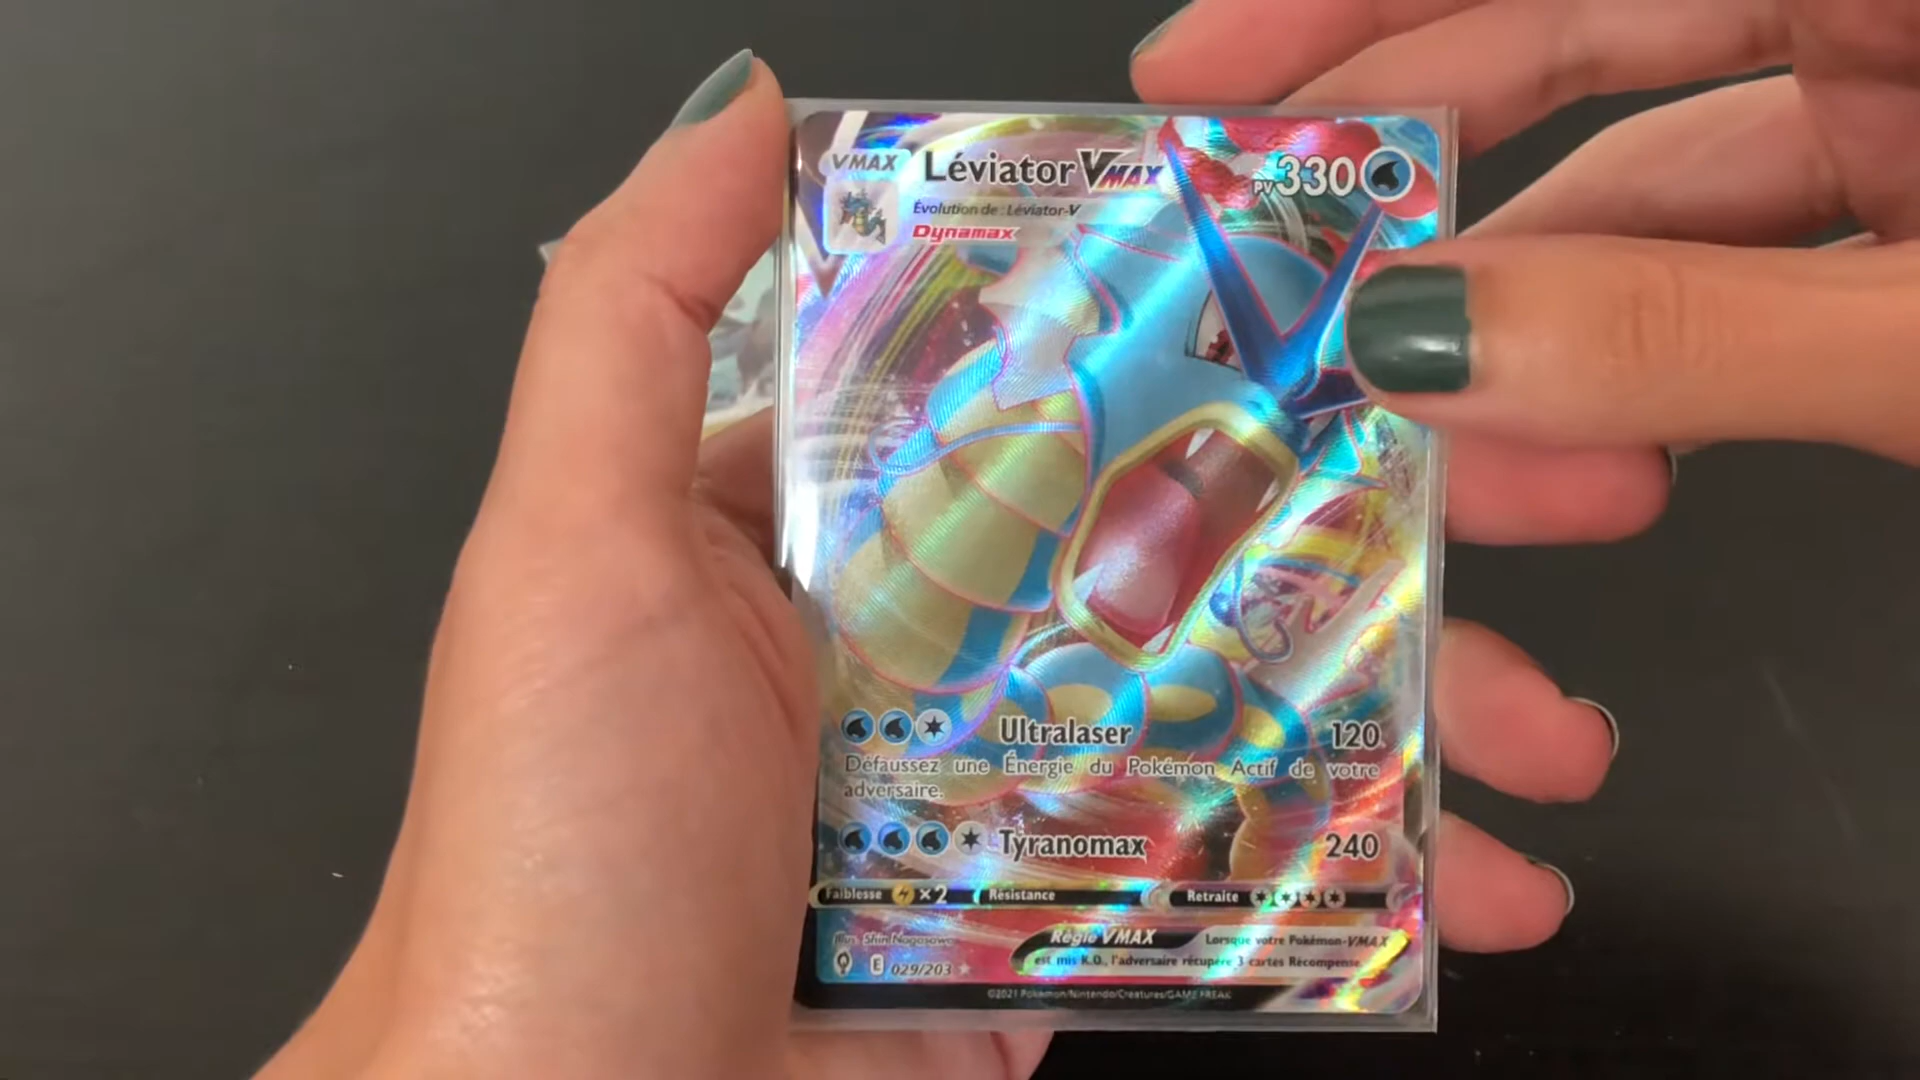 VMAX Léviator VMAX PV 330
Évolution de : Léviator-V
Dynamax
Ultralaser 120
Défaussez une Énergie du Pokémon Actif de votre
adversaire.
Tyranomax 240
Faiblesse ×2 Résistance Retraite
Illus. Shin Nagasawa
Règle VMAX Lorsque votre Pokémon-VMAX
est mis K.O., l'adversaire récupère 3 cartes Récompense.
E 029/203
©2021 Pokémon/Nintendo/Creatures/GAME FREAK